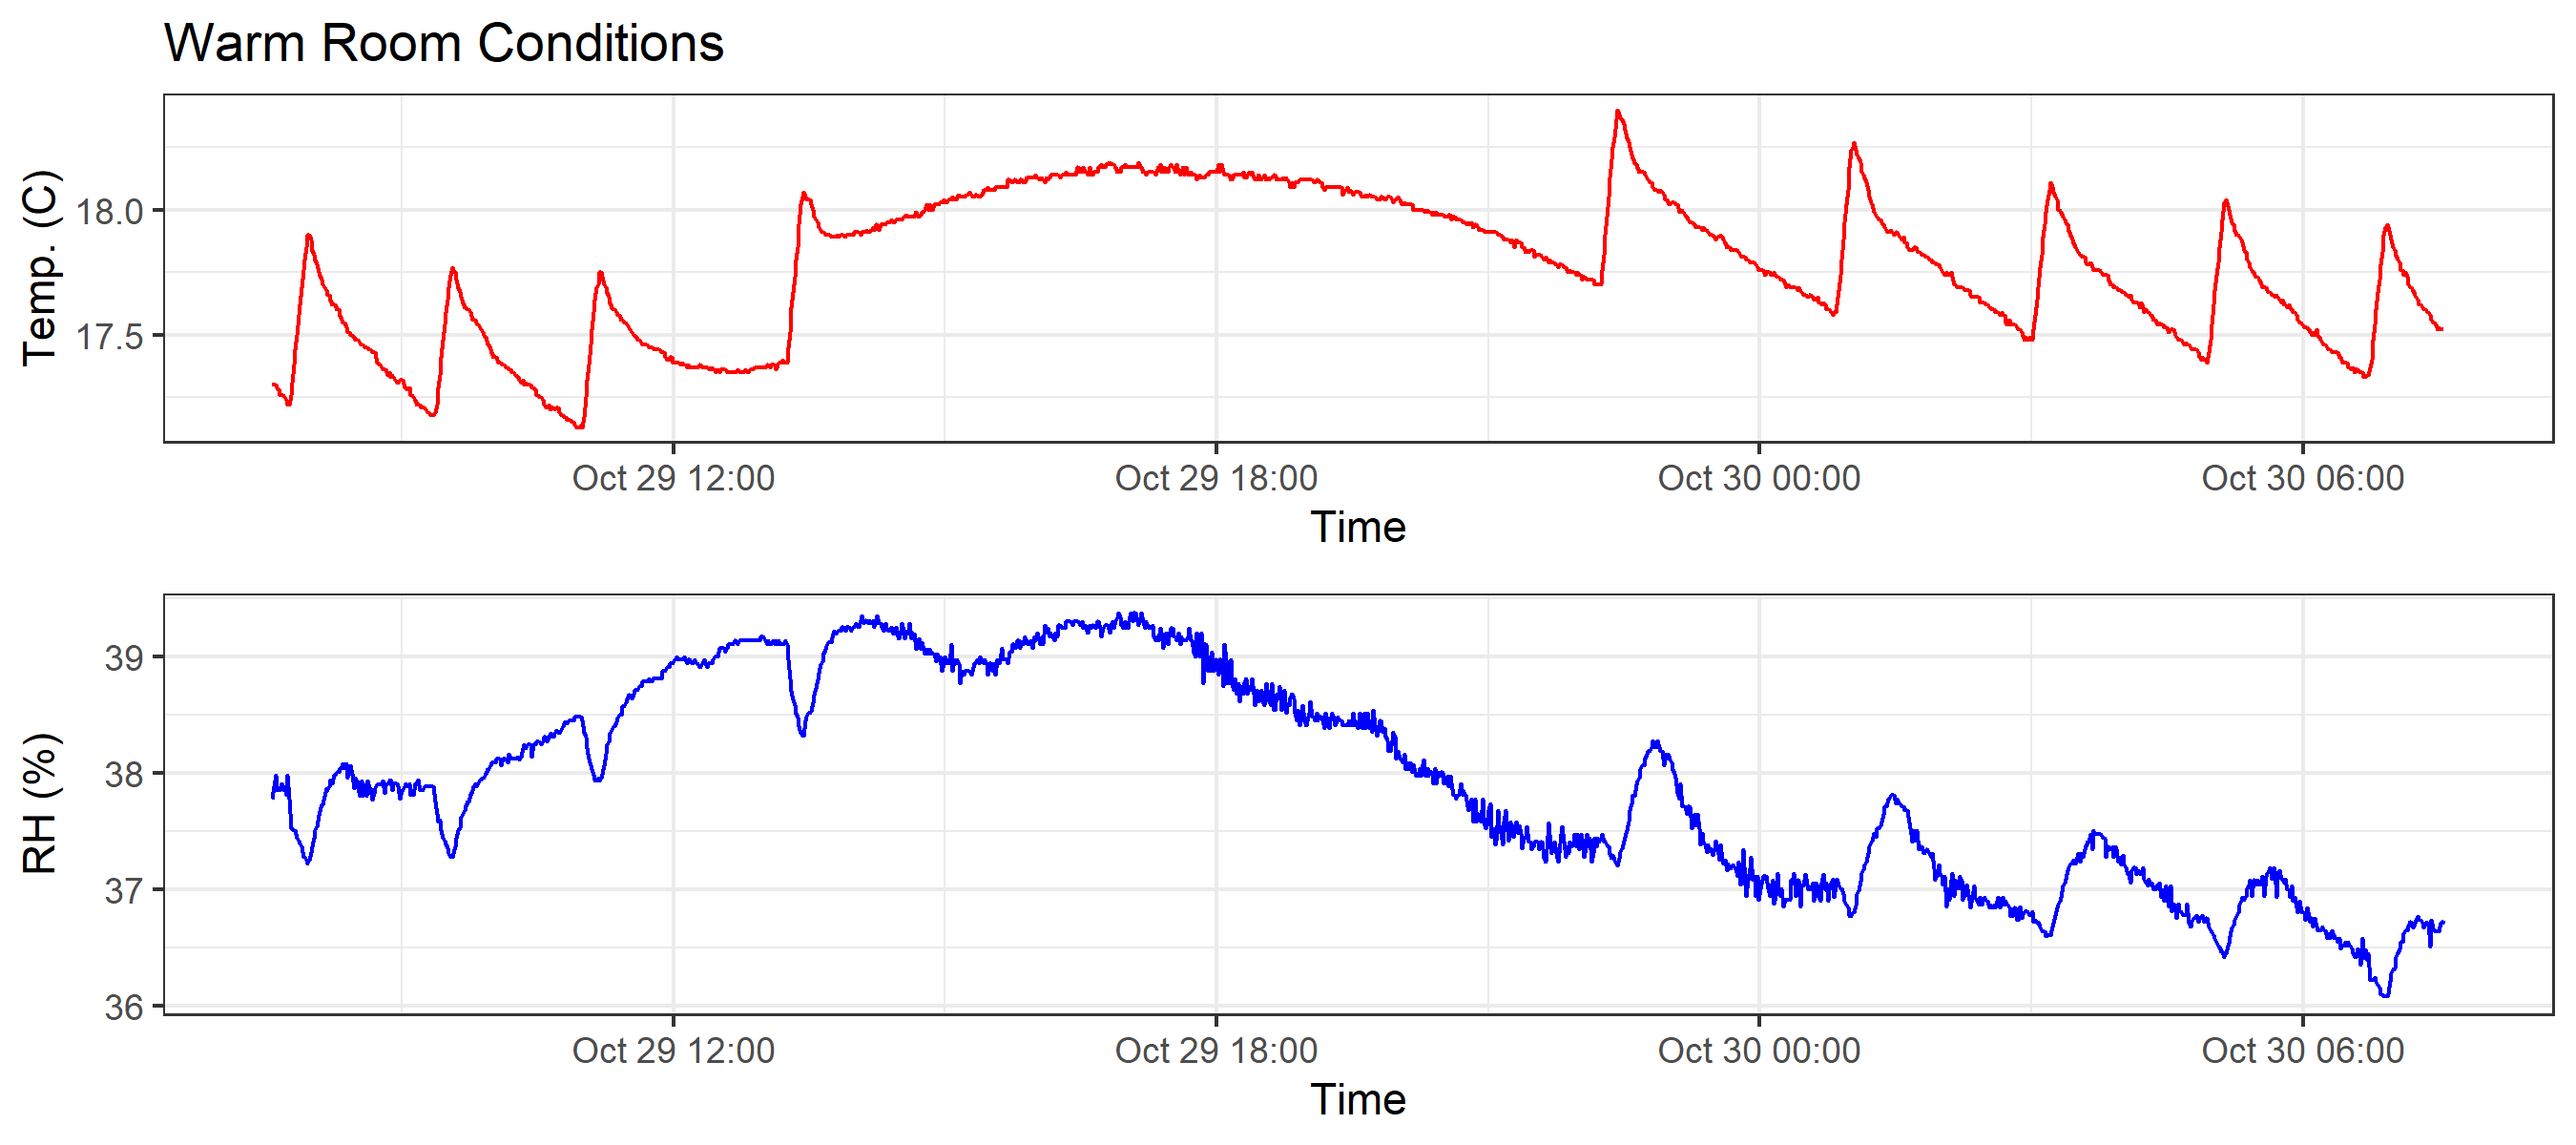 Warm Room Conditions
Temp. (C)
18.0
17.5
Oct 29 12:00 Oct 29 18:00 Oct 30 00:00 Oct 30 06:00
Time
RH (%)
39
38
37
36
Oct 29 12:00 Oct 29 18:00 Oct 30 00:00 Oct 30 06:00
Time